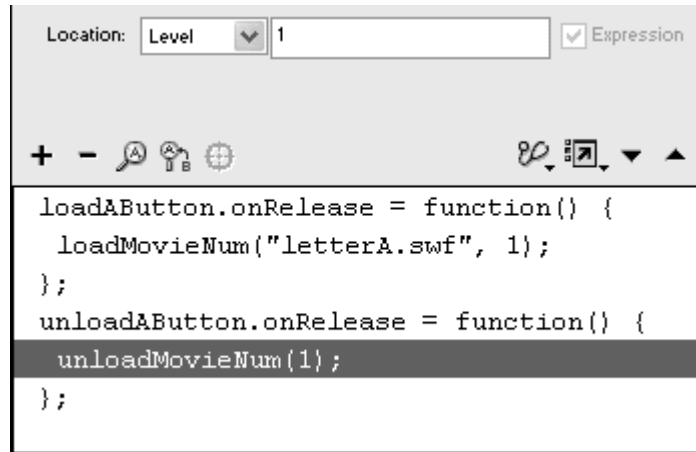 Location: Level 1 Expression
loadAButton.onRelease = function() {
loadMovieNum("letterA.swf", 1);
};
unloadAButton.onRelease = function() {
unloadMovieNum(1);
};